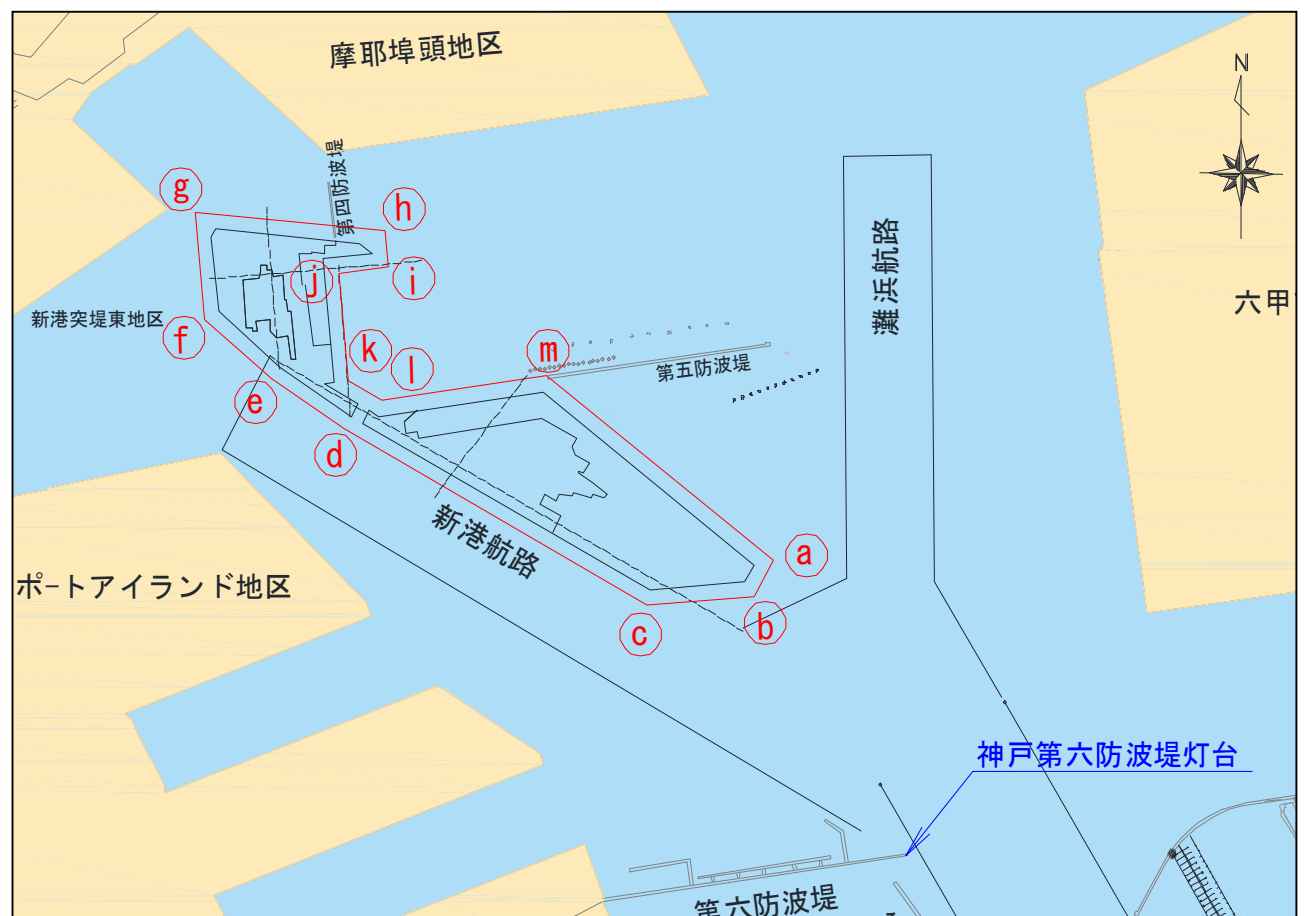 摩耶埠頭地区
N
第四防波堤
g
h
j
i
灘浜航路
六甲
新港突堤東地区
f
k
l
m
第五防波堤
e
d
新港航路
a
ポートアイランド地区
c
b
神戸第六防波堤灯台
第六防波堤